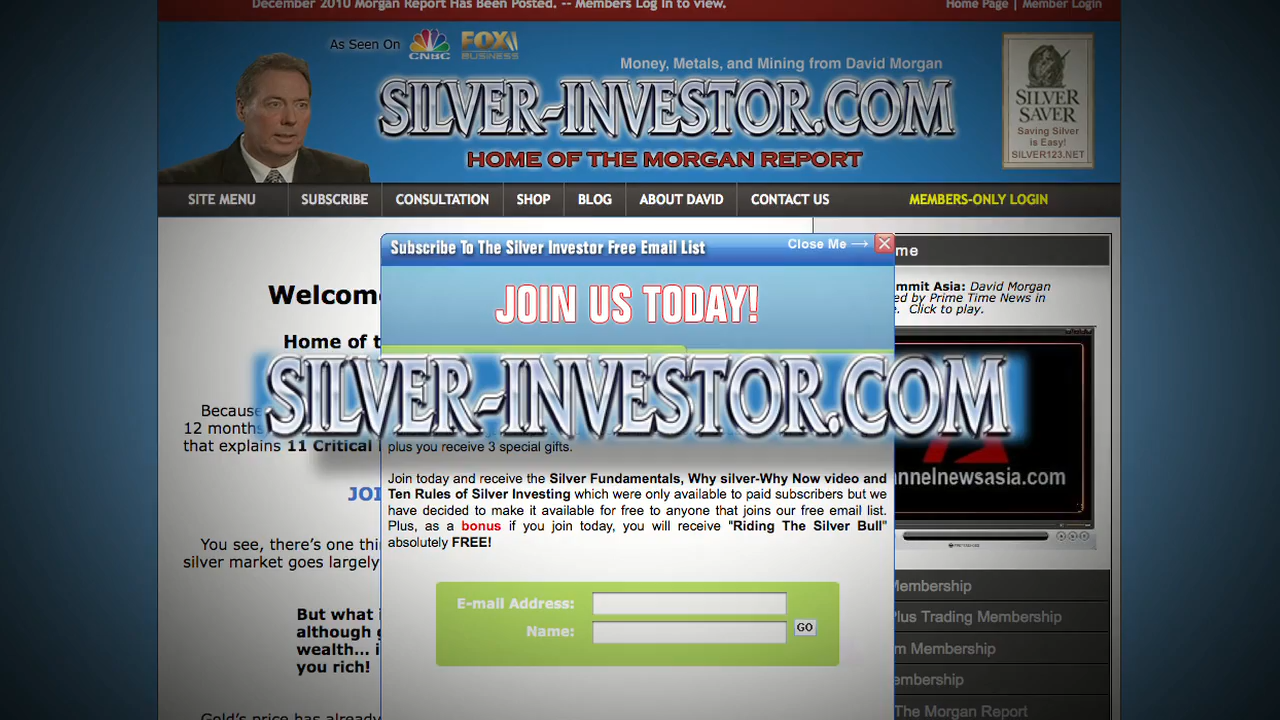 December 2010 Morgan Report Has Been Posted. -- Members Log In to view.
Home Page | Member Login
As Seen On
CNBC
FOX
BUSINESS
Money, Metals, and Mining from David Morgan
SILVER-INVESTOR.COM
HOME OF THE MORGAN REPORT
SILVER
SAVER
Saving Silver
is Easy!
SILVER123.NET
SITE MENU
SUBSCRIBE
CONSULTATION
SHOP
BLOG
ABOUT DAVID
CONTACT US
MEMBERS-ONLY LOGIN
Subscribe To The Silver Investor Free Email List
Close Me →
JOIN US TODAY!
SILVER-INVESTOR.COM
plus you receive 3 special gifts.
Join today and receive the Silver Fundamentals, Why silver-Why Now video and
Ten Rules of Silver Investing which were only available to paid subscribers but we
have decided to make it available for free to anyone that joins our free email list.
Plus, as a bonus if you join today, you will receive "Riding The Silver Bull"
absolutely FREE!
E-mail Address:
Name:
GO
Welcom
Home of t
Becaus
12 months
that explains 11 Critical
JOI
You see, there's one thi
silver market goes largely
But what i
although g
wealth... i
you rich!
Gold's price has already
me
mmit Asia: David Morgan
ed by Prime Time News in
e. Click to play.
annelnewsasia.com
Membership
Plus Trading Membership
m Membership
embership
The Morgan Report